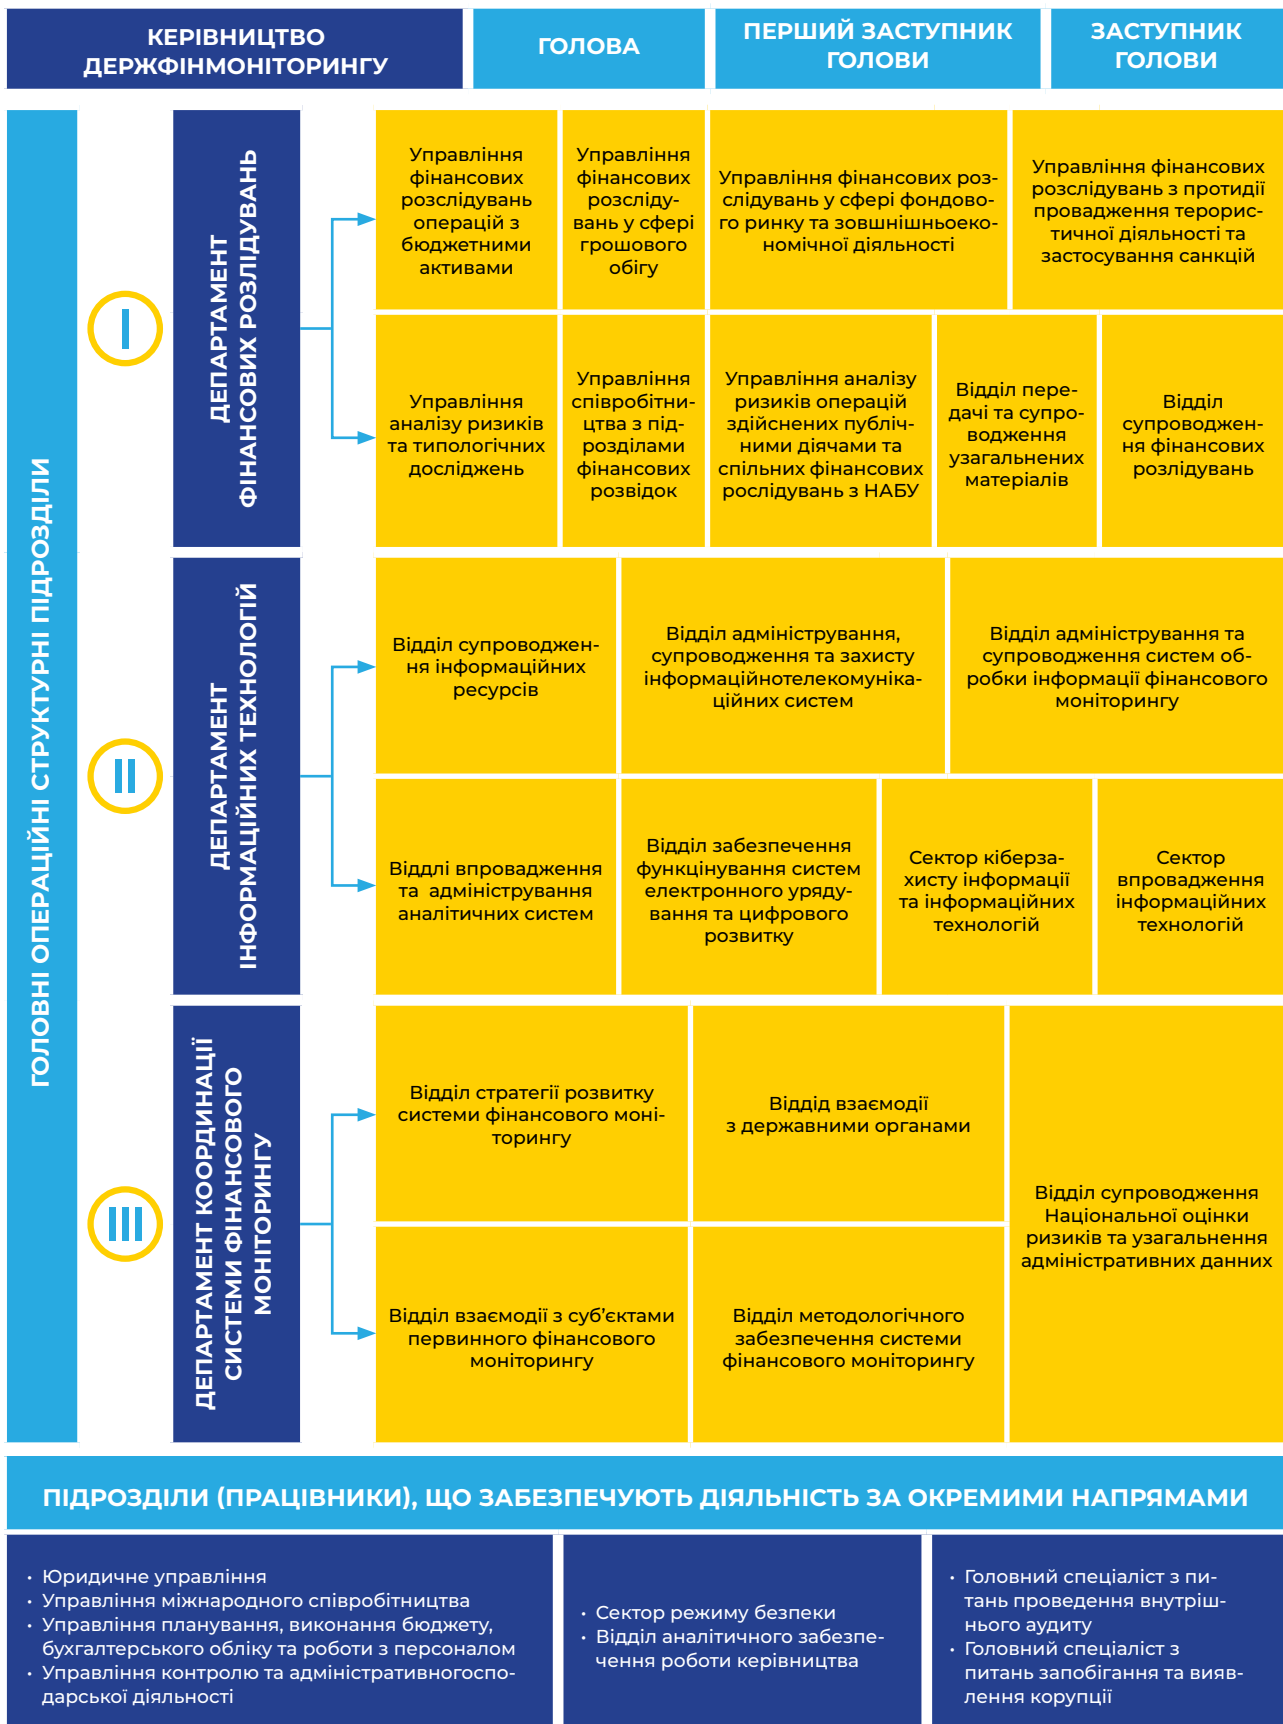 КЕРІВНИЦТВО
ДЕРЖФІНМОНІТОРИНГУ
ГОЛОВА
ПЕРШИЙ ЗАСТУПНИК
ГОЛОВИ
ЗАСТУПНИК
ГОЛОВИ
ГОЛОВНІ ОПЕРАЦІЙНІ СТРУКТУРНІ ПІДРОЗДІЛИ
I
ДЕПАРТАМЕНТ
ФІНАНСОВИХ РОЗЛІДУВАНЬ
Управління
фінансових
розслідувань
операцій з
бюджетними
активами
Управління
фінансових
розсліду-
вань у сфері
грошового
обігу
Управління фінансових роз-
слідувань у сфері фондово-
го ринку та зовнішньоеко-
номічної діяльності
Управління фінансових
розслідувань з протидії
провадження терорис-
тичної діяльності та
застосування санкцій
Управління
аналізу ризиків
та типологічних
досліджень
Управління
співробітни-
цтва з під-
розділами
фінансових
розвідок
Управління аналізу
ризиків операцій
здійснених публіч-
ними діячами та
спільних фінансових
рослідувань з НАБУ
Відділ пере-
дачі та супро-
водження
узагальнених
матеріалів
Відділ
супроводжен-
ня фінансових
розлідувань
II
ДЕПАРТАМЕНТ
ІНФОРМАЦІЙНИХ ТЕХНОЛОГІЙ
Відділ супроводжен-
ня інформаційних
ресурсів
Відділ адміністрування,
супроводження та захисту
інформаційнотелекомуніка-
ційних систем
Відділ адміністрування та
супроводження систем об-
робки інформації фінансового
моніторингу
Віддлі впровадження
та адміністрування
аналітичних систем
Відділ забезпечення
функцінування систем
електронного уряду-
вання та цифрового
розвитку
Сектор кіберза-
хисту інформації
та інформаційних
технологій
Сектор
впровадження
інформаційних
технологій
III
ДЕПАРТАМЕНТ КООРДИНАЦІЇ
СИСТЕМИ ФІНАНСОВОГО
МОНІТОРИНГУ
Відділ стратегії розвитку
системи фінансового моні-
торингу
Віддід взаємодії
з державними органами
Відділ супроводження
Національної оцінки
ризиків та узагальнення
адміністративних данних
Відділ взаємодії з суб’єктами
первинного фінансового
моніторингу
Відділ методологічного
забезпечення системи
фінансового моніторингу
ПІДРОЗДІЛИ (ПРАЦІВНИКИ), ЩО ЗАБЕЗПЕЧУЮТЬ ДІЯЛЬНІСТЬ ЗА ОКРЕМИМИ НАПРЯМАМИ
• Юридичне управління
• Управління міжнародного співробітництва
• Управління планування, виконання бюджету,
бухгалтерського обліку та роботи з персоналом
• Управління контролю та адміністративногоспо-
дарської діяльності
• Сектор режиму безпеки
• Відділ аналітичного забезпе-
чення роботи керівництва
• Головний спеціаліст з пи-
тань проведення внутріш-
нього аудиту
• Головний спеціаліст з
питань запобігання та вияв-
лення корупції